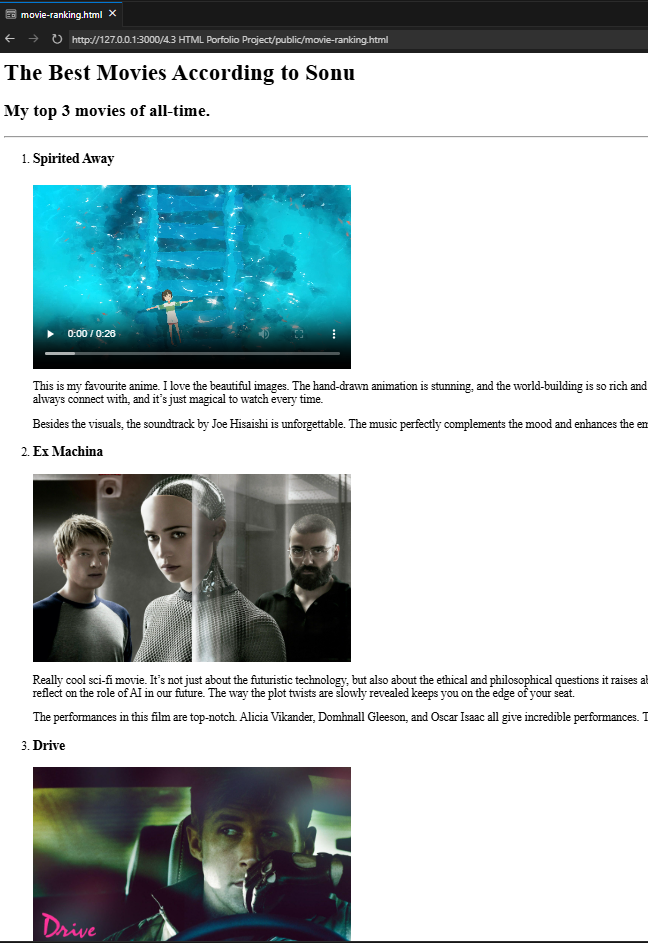 movie-ranking.html
http://127.0.0.1:3000/4.3 HTML Porfolio Project/public/movie-ranking.html
The Best Movies According to Sonu
My top 3 movies of all-time.
1. Spirited Away
0:00 / 0:26
This is my favourite anime. I love the beautiful images. The hand-drawn animation is stunning, and the world-building is so rich and
always connect with, and it's just magical to watch every time.
Besides the visuals, the soundtrack by Joe Hisaishi is unforgettable. The music perfectly complements the mood and enhances the
2. Ex Machina
Really cool sci-fi movie. It's not just about the futuristic technology, but also about the ethical and philosophical questions it raises
reflect on the role of AI in our future. The way the plot twists are slowly revealed keeps you on the edge of your seat.
The performances in this film are top-notch. Alicia Vikander, Domhnall Gleeson, and Oscar Isaac all give incredible performances.
3. Drive
Drive